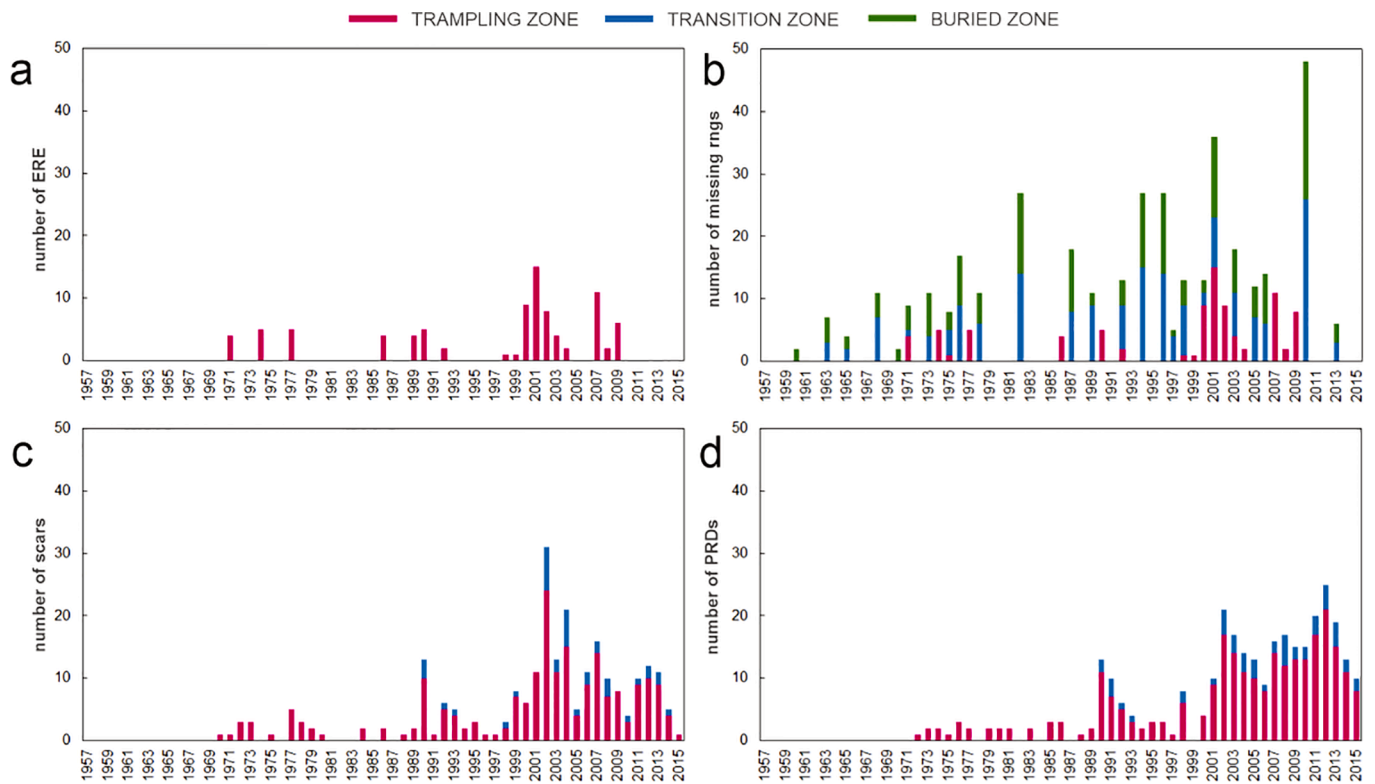 TRAMPLING ZONE TRANSITION ZONE BURIED ZONE
a
number of ERE
50
40
30
20
10
0
1957 1959 1961 1963 1965 1967 1969 1971 1973 1975 1977 1979 1981 1983 1985 1987 1989 1991 1993 1995 1997 1999 2001 2003 2005 2007 2009 2011 2013 2015
b
number of missing rngs
50
40
30
20
10
0
1957 1959 1961 1963 1965 1967 1969 1971 1973 1975 1977 1979 1981 1983 1985 1987 1989 1991 1993 1995 1997 1999 2001 2003 2005 2007 2009 2011 2013 2015
c
number of scars
50
40
30
20
10
0
1957 1959 1961 1963 1965 1967 1969 1971 1973 1975 1977 1979 1981 1983 1985 1987 1989 1991 1993 1995 1997 1999 2001 2003 2005 2007 2009 2011 2013 2015
d
number of PRDs
50
40
30
20
10
0
1957 1959 1961 1963 1965 1967 1969 1971 1973 1975 1977 1979 1981 1983 1985 1987 1989 1991 1993 1995 1997 1999 2001 2003 2005 2007 2009 2011 2013 2015